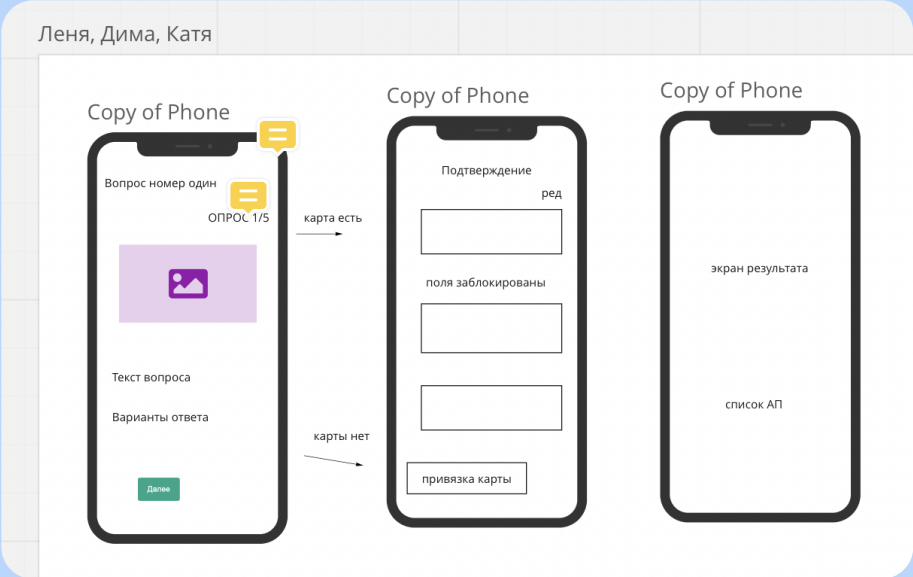 Леня, Дима, Катя
Copy of Phone
Вопрос номер один
ОПРОС 1/5
Текст вопроса
Варианты ответа
Далее
карта есть
карты нет
Copy of Phone
Подтверждение
ред
поля заблокированы
привязка карты
Copy of Phone
экран результата
список АП